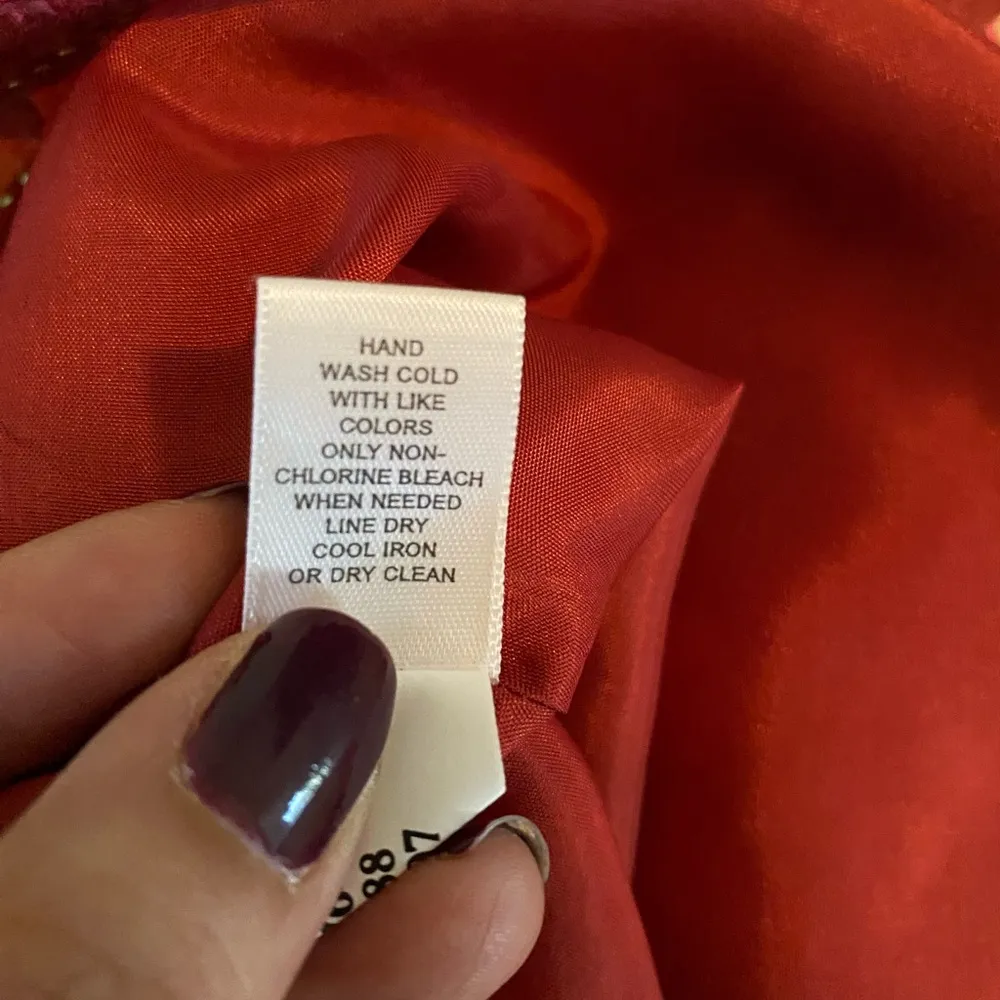 HAND
WASH COLD
WITH LIKE
COLORS
ONLY NON-
CHLORINE BLEACH
WHEN NEEDED
LINE DRY
COOL IRON
OR DRY CLEAN